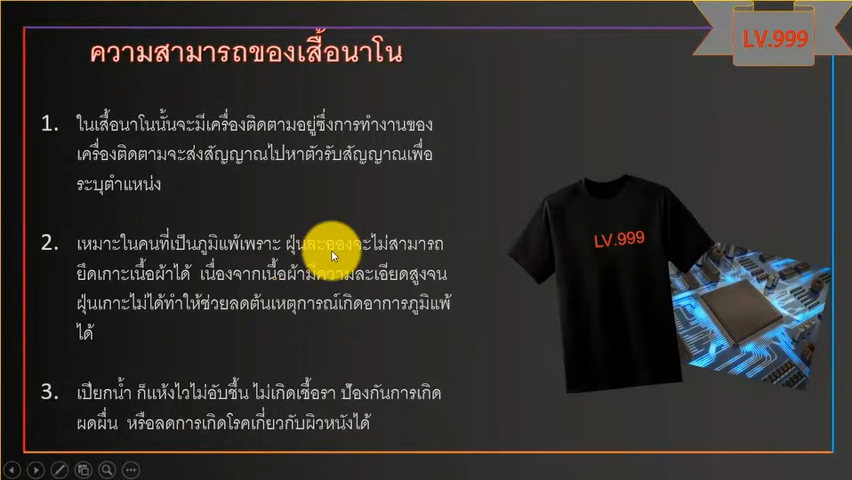 LV.999
ความสามารถของเสื้อนาโน
1. ในเสื้อนาโนนั้นจะมีเครื่องติดตามอยู่ซึ่งการทำงานของ
เครื่องติดตามจะส่งสัญญาณไปหาตัวรับสัญญาณเพื่อ
ระบุตำแหน่ง
2. เหมาะในคนที่เป็นภูมิแพ้เพราะ ฝุ่นละอองจะไม่สามารถ
ยึดเกาะเนื้อผ้าได้ เนื่องจากเนื้อผ้ามีความละเอียดสูงจน
ฝุ่นเกาะไม่ได้ทำให้ช่วยลดต้นเหตุการณ์เกิดอาการภูมิแพ้
ได้
3. เปียกน้ำ ก็แห้งไวไม่อับชื้น ไม่เกิดเชื้อรา ป้องกันการเกิด
ผดผื่น หรือลดการเกิดโรคเกี่ยวกับผิวหนังได้
LV.999